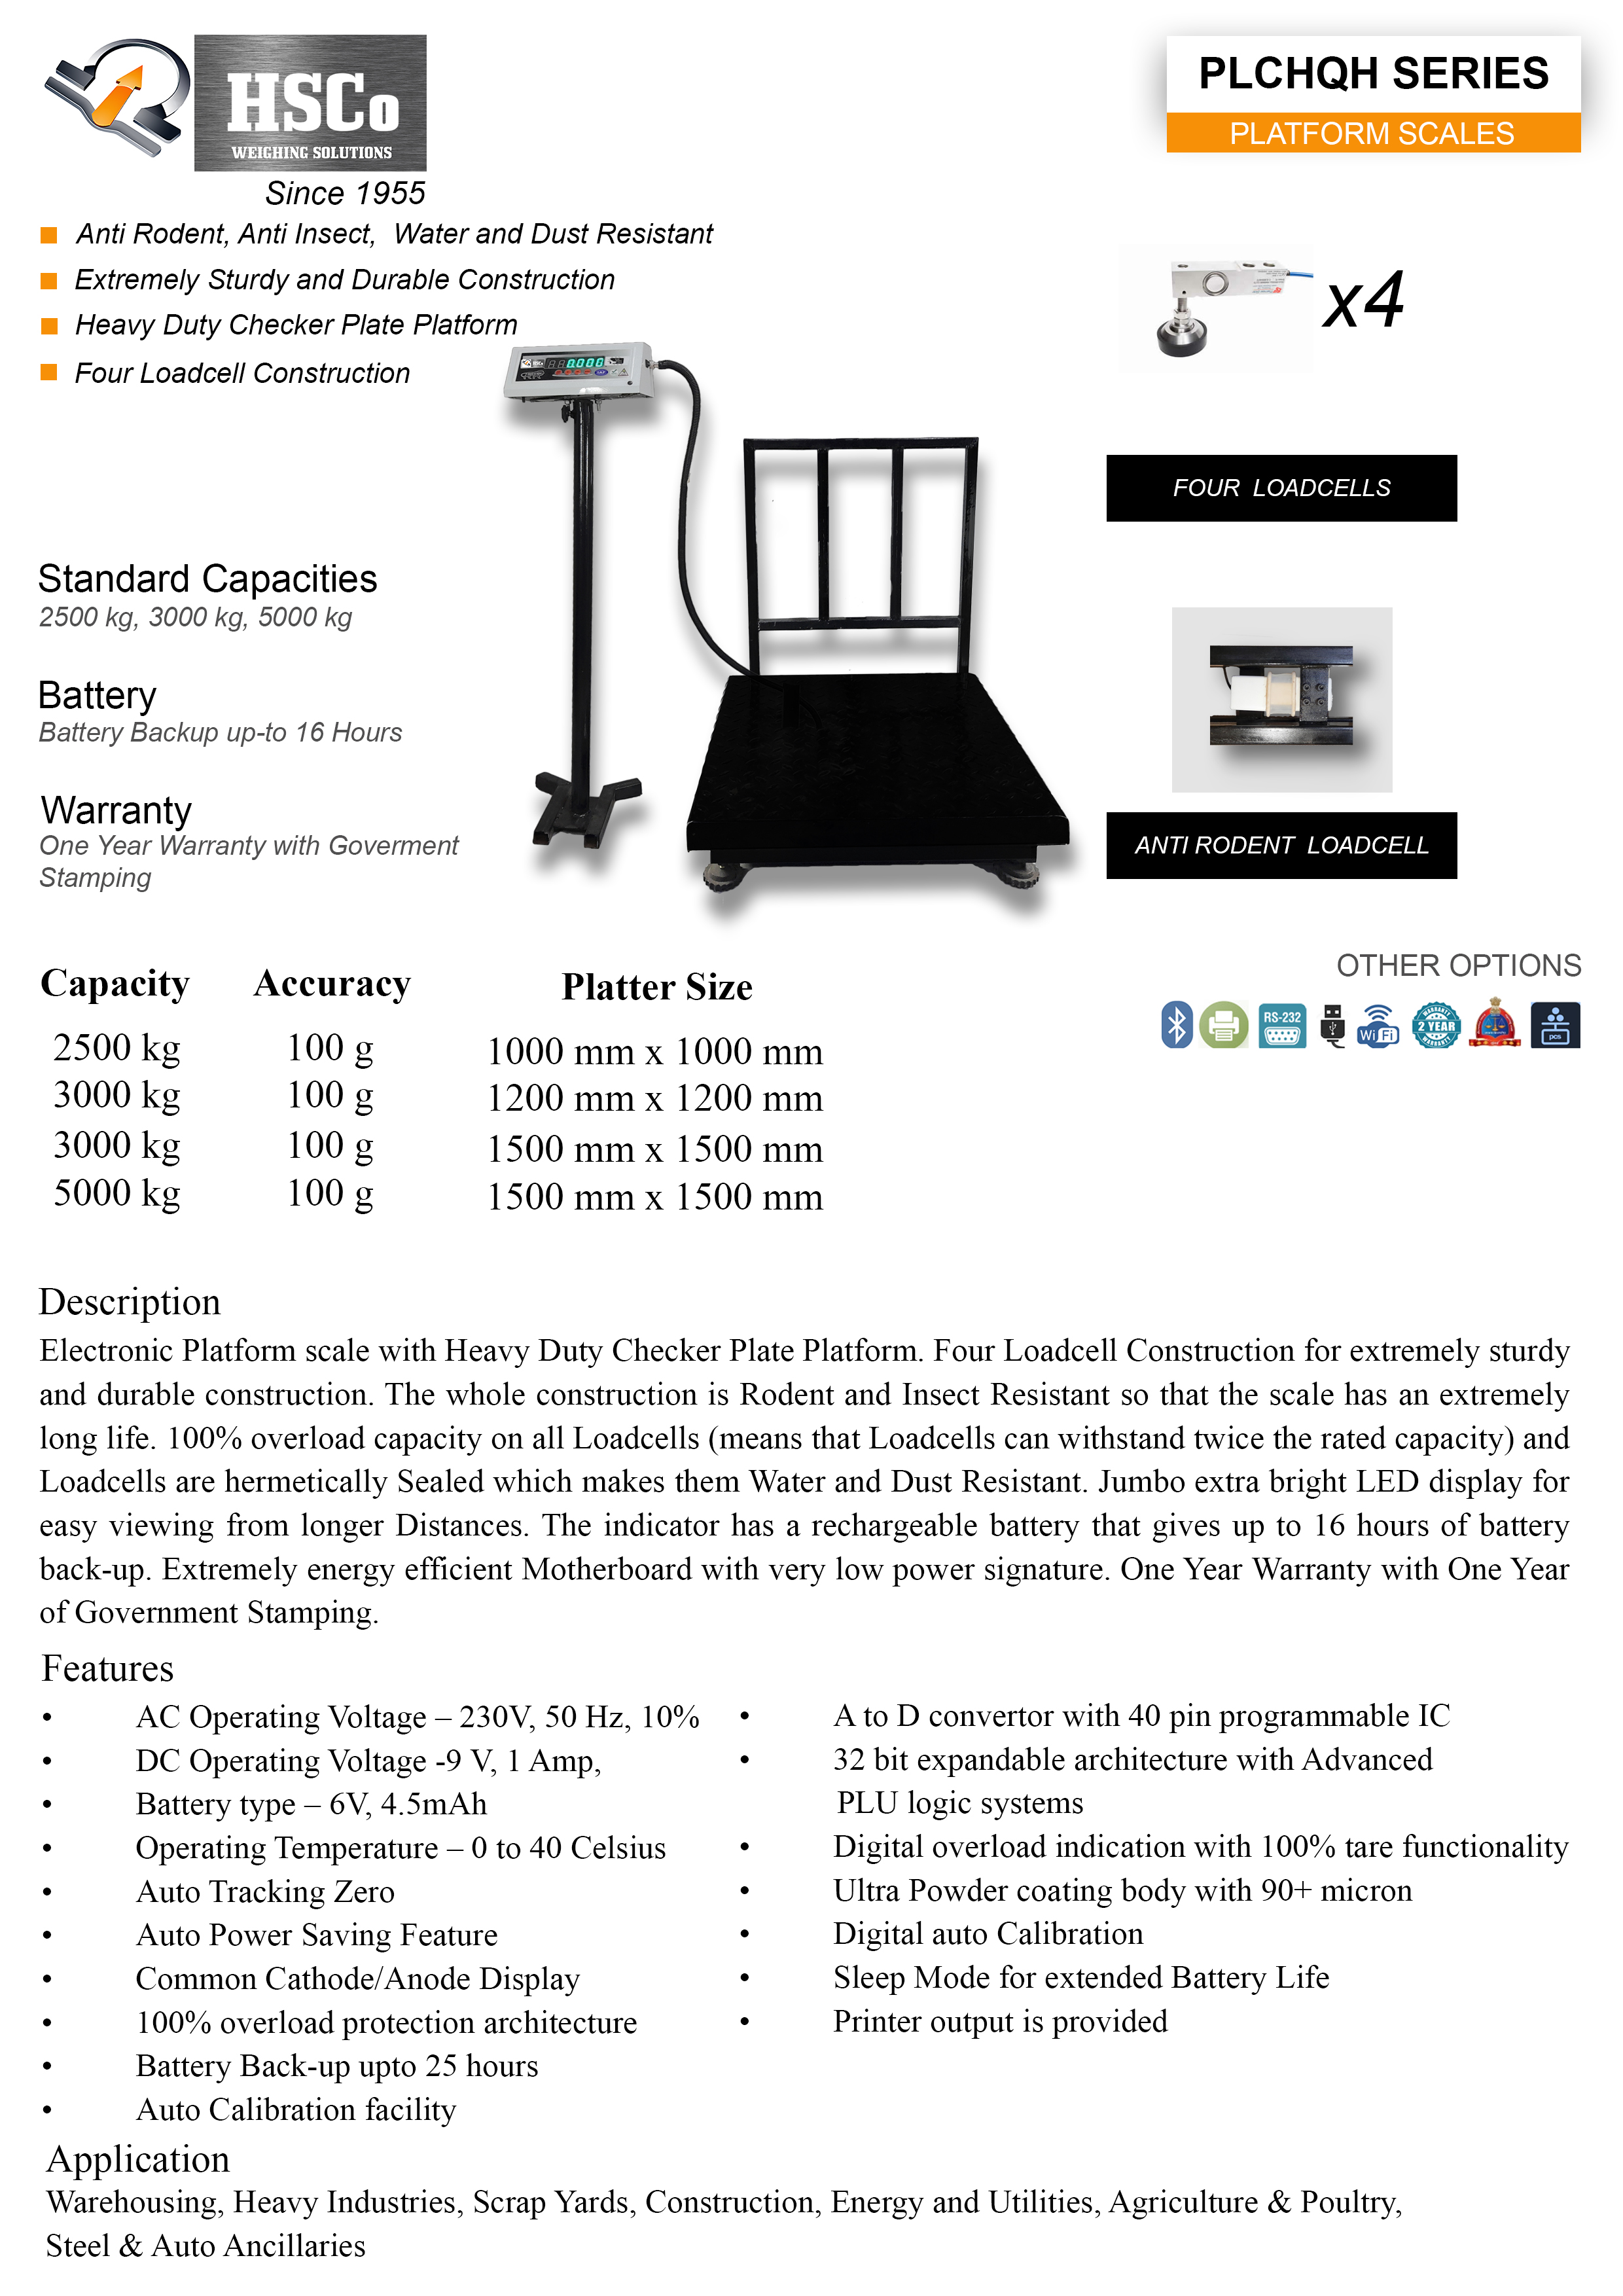 HSCo
WEIGHING SOLUTIONS
Since 1955
PLCHQH SERIES
PLATFORM SCALES
Anti Rodent, Anti Insect,  Water and Dust Resistant
Extremely Sturdy and Durable Construction
Heavy Duty Checker Plate Platform
Four Loadcell Construction
x4
FOUR  LOADCELLS
0.000
HSCo
Standard Capacities
2500 kg, 3000 kg, 5000 kg
Battery
Battery Backup up-to 16 Hours
Warranty
One Year Warranty with Goverment
Stamping
ANTI RODENT  LOADCELL
OTHER OPTIONS
RS-232
WiFi
WARRANTY
2 YEAR
WARRANTY
pcs
Capacity Accuracy Platter Size
2500 kg 100 g 1000 mm x 1000 mm
3000 kg 100 g 1200 mm x 1200 mm
3000 kg 100 g 1500 mm x 1500 mm
5000 kg 100 g 1500 mm x 1500 mm
Description
Electronic Platform scale with Heavy Duty Checker Plate Platform. Four Loadcell Construction for extremely sturdy
and durable construction. The whole construction is Rodent and Insect Resistant so that the scale has an extremely
long life. 100% overload capacity on all Loadcells (means that Loadcells can withstand twice the rated capacity) and
Loadcells are hermetically Sealed which makes them Water and Dust Resistant. Jumbo extra bright LED display for
easy viewing from longer Distances. The indicator has a rechargeable battery that gives up to 16 hours of battery
back-up. Extremely energy efficient Motherboard with very low power signature. One Year Warranty with One Year
of Government Stamping.
Features
• AC Operating Voltage – 230V, 50 Hz, 10%
• DC Operating Voltage -9 V, 1 Amp,
• Battery type – 6V, 4.5mAh
• Operating Temperature – 0 to 40 Celsius
• Auto Tracking Zero
• Auto Power Saving Feature
• Common Cathode/Anode Display
• 100% overload protection architecture
• Battery Back-up upto 25 hours
• Auto Calibration facility
• A to D convertor with 40 pin programmable IC
• 32 bit expandable architecture with Advanced
PLU logic systems
• Digital overload indication with 100% tare functionality
• Ultra Powder coating body with 90+ micron
• Digital auto Calibration
• Sleep Mode for extended Battery Life
• Printer output is provided
Application
Warehousing, Heavy Industries, Scrap Yards, Construction, Energy and Utilities, Agriculture & Poultry,
Steel & Auto Ancillaries